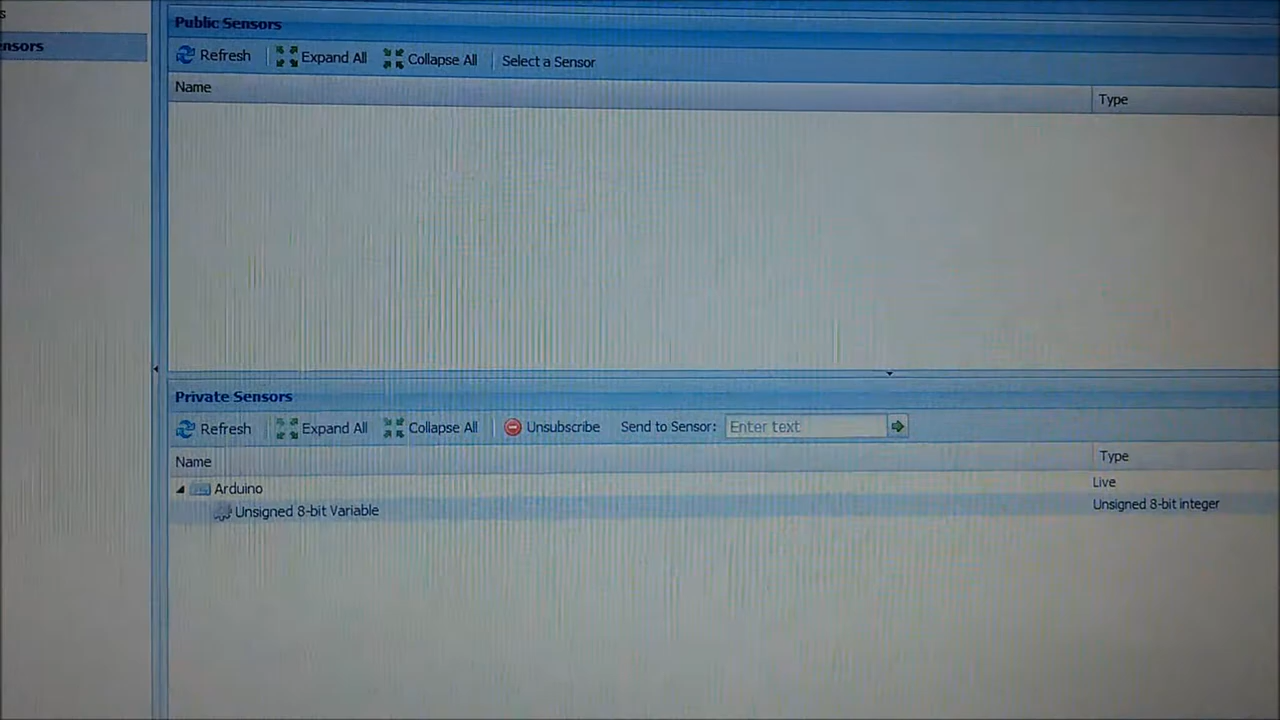 s
ensors
Public Sensors
Refresh Expand All Collapse All Select a Sensor
Name Type
Private Sensors
Refresh Expand All Collapse All Unsubscribe Send to Sensor: Enter text
Name Type
Arduino Live
Unsigned 8-bit Variable Unsigned 8-bit integer